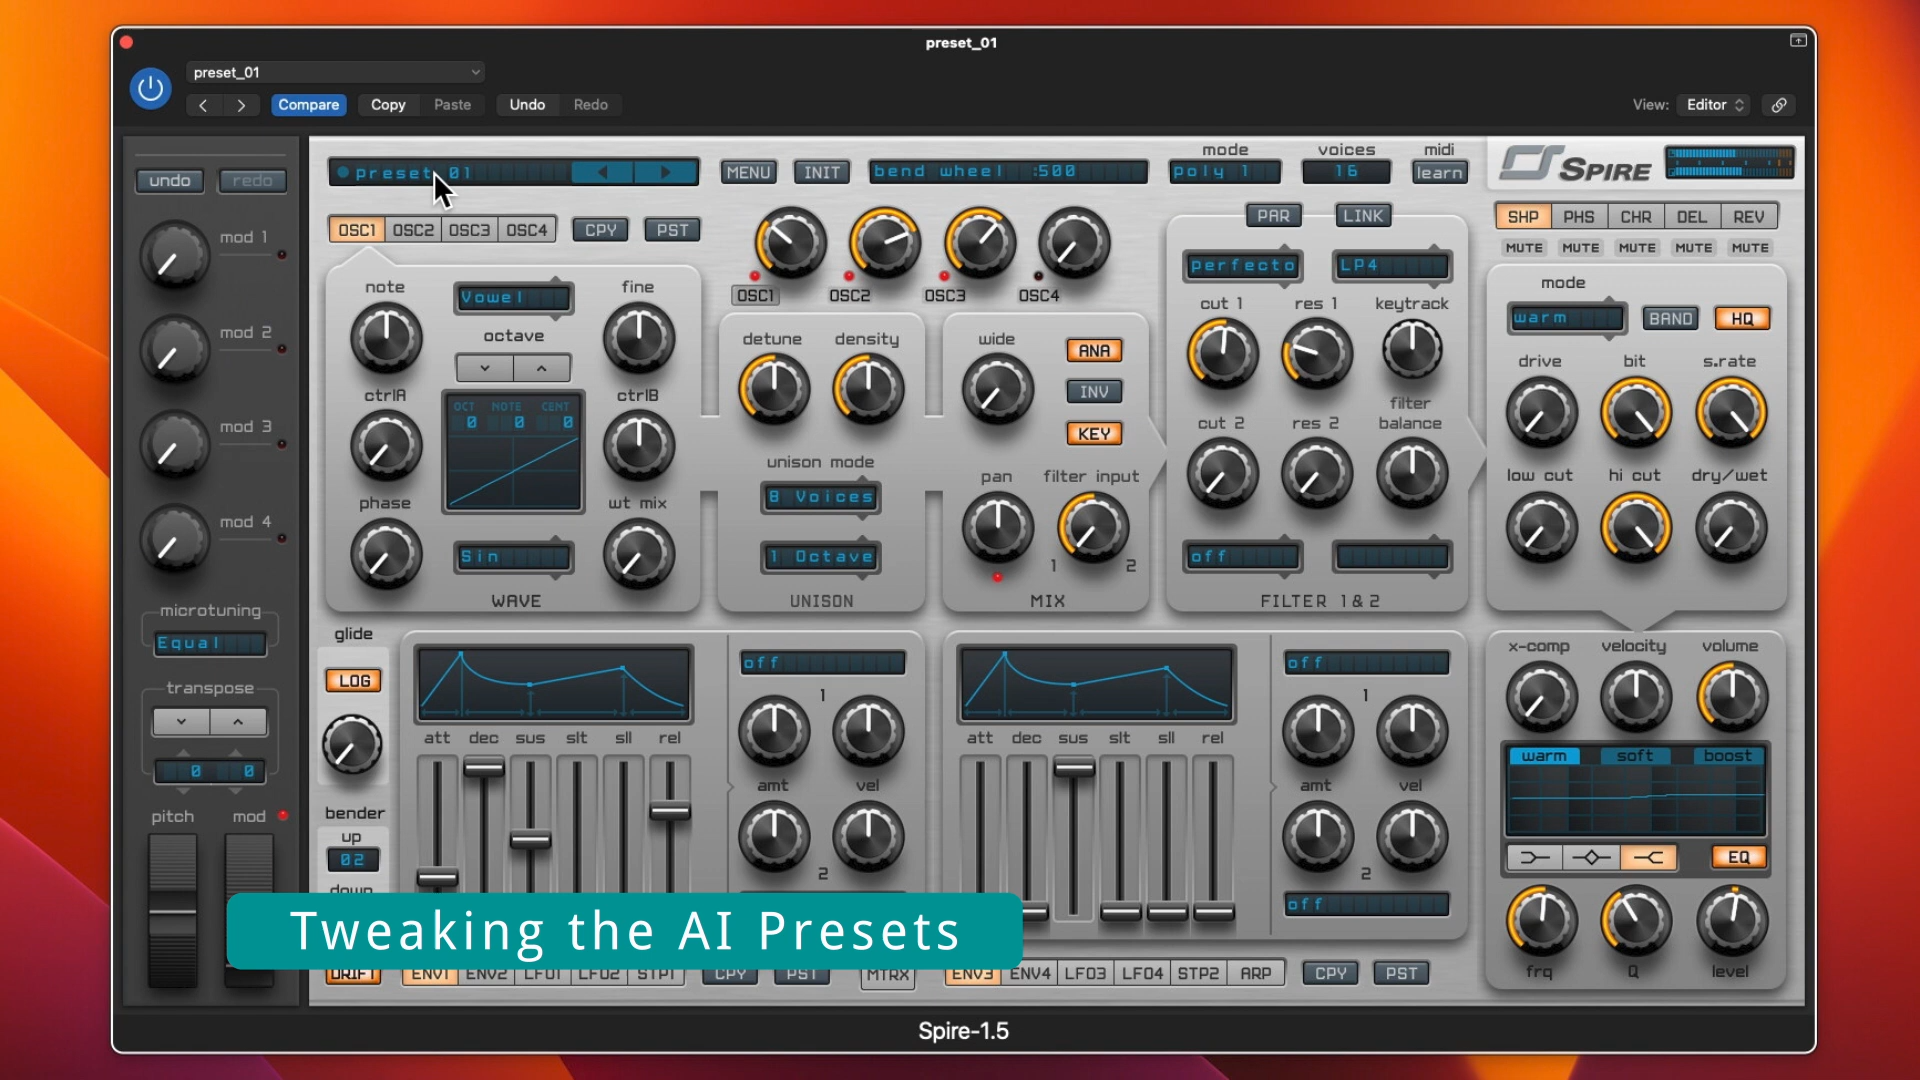 preset_01
preset_01
Compare
Copy
Paste
Undo
Redo
View:
Editor
undo
redo
mod 1
mod 2
mod 3
mod 4
microtuning
Equal
transpose
0 0
pitch
mod
preset_01
MENU
INIT
bend wheel :500
mode
poly 1
voices
16
midi
learn
SPIRE
OSC1 OSC2 OSC3 OSC4
CPY
PST
note
Vowel
fine
octave
ctrlA
ctrlB
OCT NOTE CENT
0 0 0
phase
wt mix
Sin
WAVE
OSC1
OSC2
OSC3
OSC4
detune
density
unison mode
8 Voices
1 Octave
UNISON
wide
ANA
INV
KEY
pan
filter input
1
2
MIX
PAR
LINK
perfecto
LP4
cut 1
res 1
keytrack
cut 2
res 2
filter
balance
off
FILTER 1&2
SHP PHS CHR DEL REV
MUTE MUTE MUTE MUTE MUTE
mode
warm
BAND
HQ
drive
bit
s.rate
low cut
hi cut
dry/wet
glide
LOG
bender
up
02
down
DRIFT
att dec sus slt sll rel
off
1
amt
vel
2
ENV1 ENV2 LFO1 LFO2 STP1
CPY
PST
MTRX
att dec sus slt sll rel
off
1
amt
vel
2
off
ENV3 ENV4 LFO3 LFO4 STP2 ARP
CPY
PST
x-comp
velocity
volume
warm
soft
boost
EQ
frq
Q
level
Tweaking the AI Presets
Spire-1.5